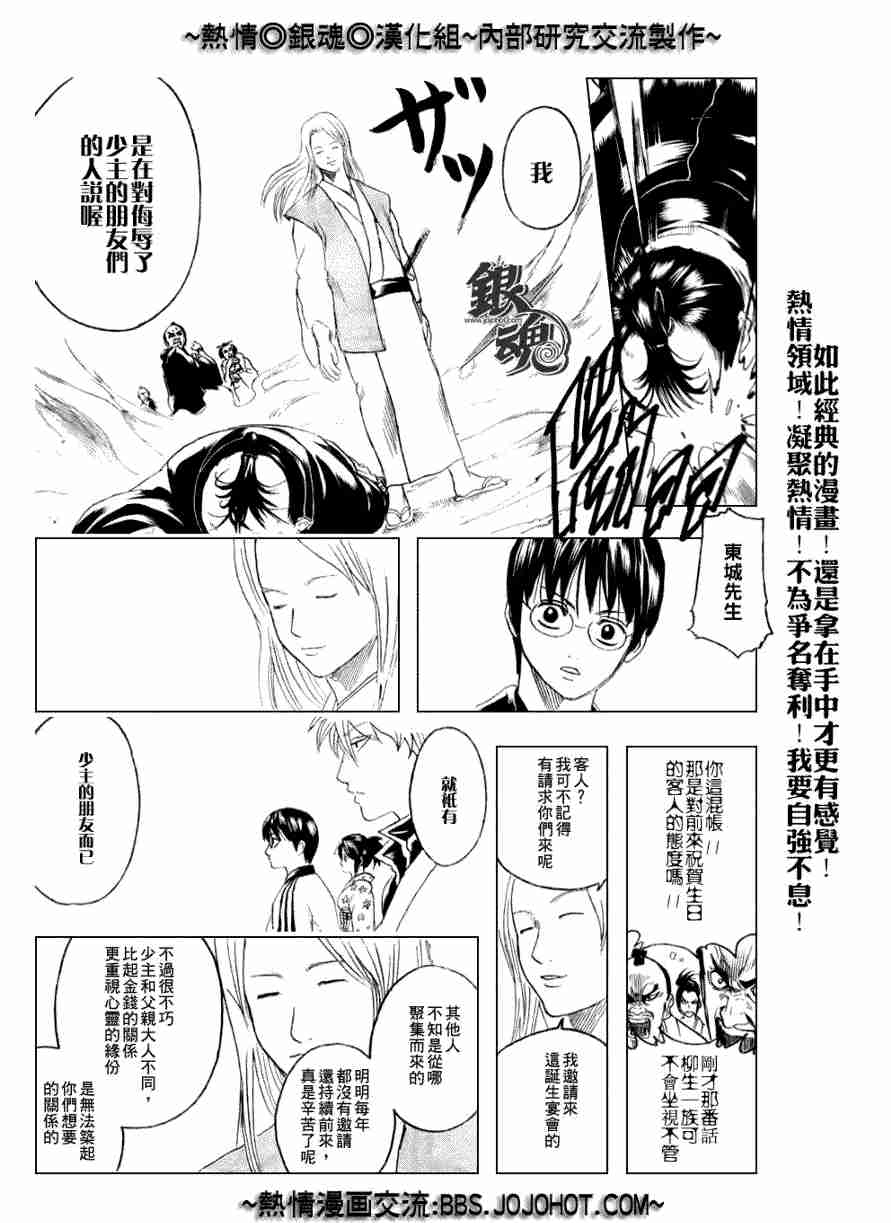 ~熱情◎銀魂◎漢化組~內部研究交流製作~
我
ザッ
是在對侮辱了
少主的朋友們
的人説喔
銀魂
www.jojohot.com
東城先生
你這混帳!!
那是對前來祝賀生日
的客人的態度嗎!!
剛才那番話
柳生一族可
不會坐視不管
客人?
我可不記得
有請求你們來呢
我邀請來
這誕生宴會的
就衹有
少主的朋友而已
其他人
不知是從哪
聚集而來的
明明每年
都沒有邀請
還持續前來,
真是辛苦了呢
不過很不巧
少主和父親大人不同,
比起金錢的關係
更重視心靈的緣份
是無法築起
你們想要
的關係的
如此經典的漫畫!還是拿在手中才更有感覺!
熱情領域!凝聚熱情!不為爭名奪利!我要自強不息!
~熱情漫画交流:BBS.JOJOHOT.COM~